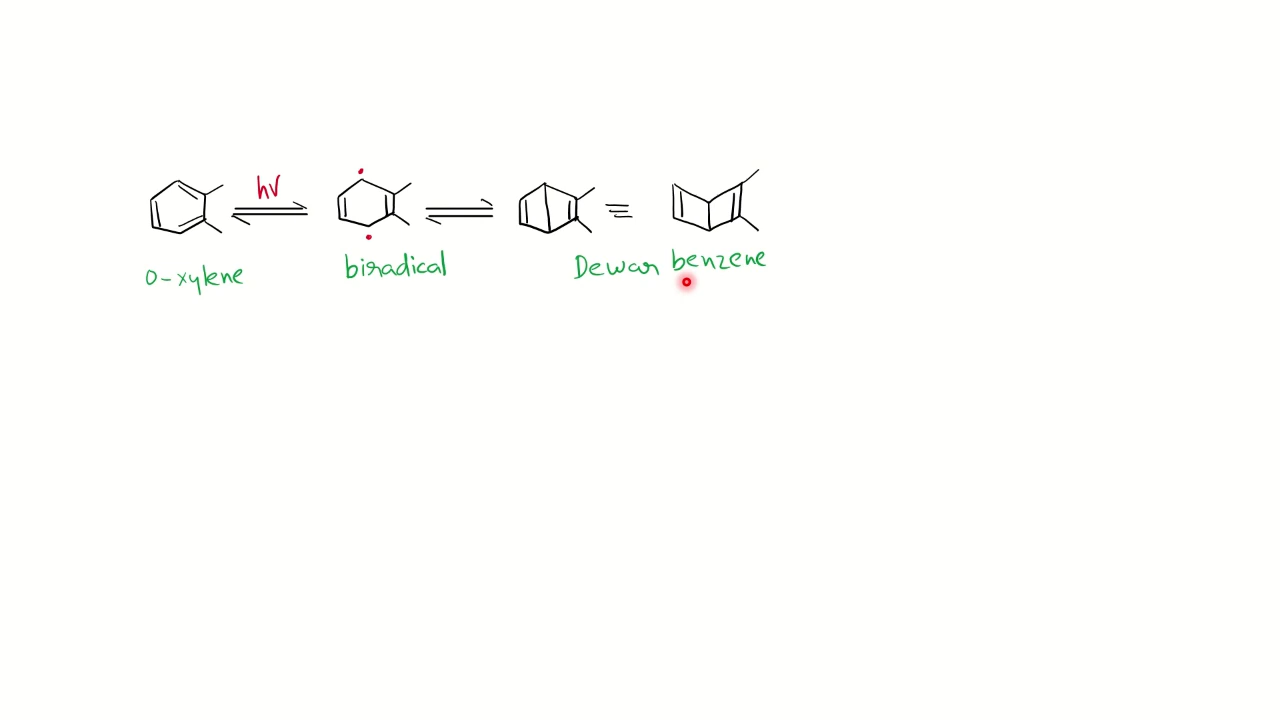 hν
o-xylene
biradical
Dewar benzene